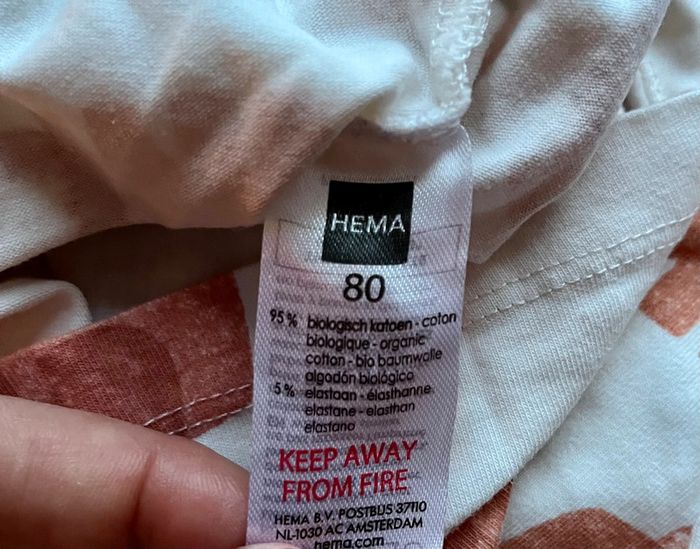 HEMA
80
95% biologisch katoen - coton
biologique - organic
cotton - bio baumwolle
algodón biológico
5% elastaan - élasthanne
elastane - elasthan
elastano
KEEP AWAY
FROM FIRE
HEMA B.V. POSTBUS 37110
NL-1030 AC AMSTERDAM
hema.com